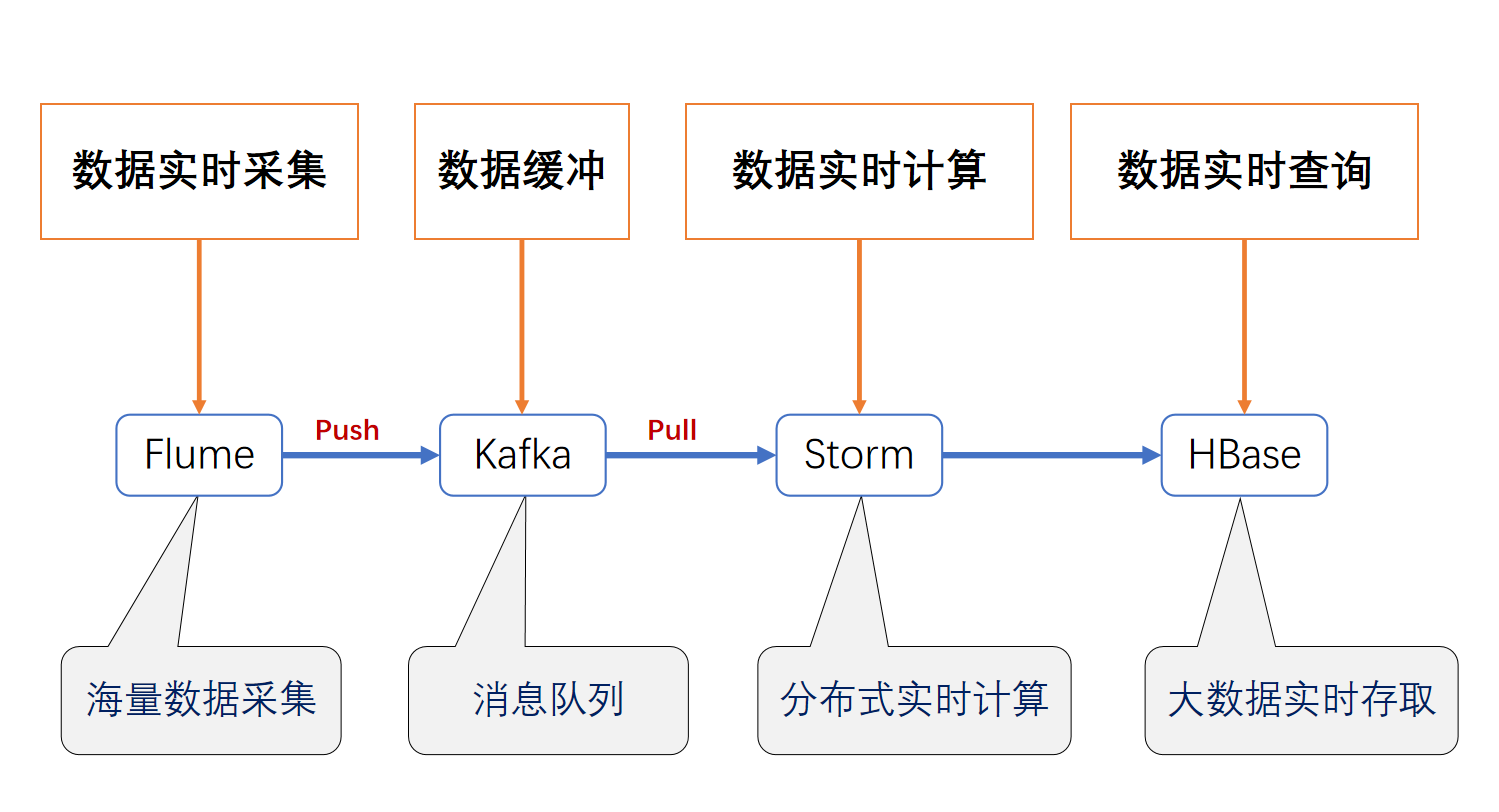 数据实时采集
数据缓冲
数据实时计算
数据实时查询
Flume
Push
Kafka
Pull
Storm
HBase
海量数据采集
消息队列
分布式实时计算
大数据实时存取